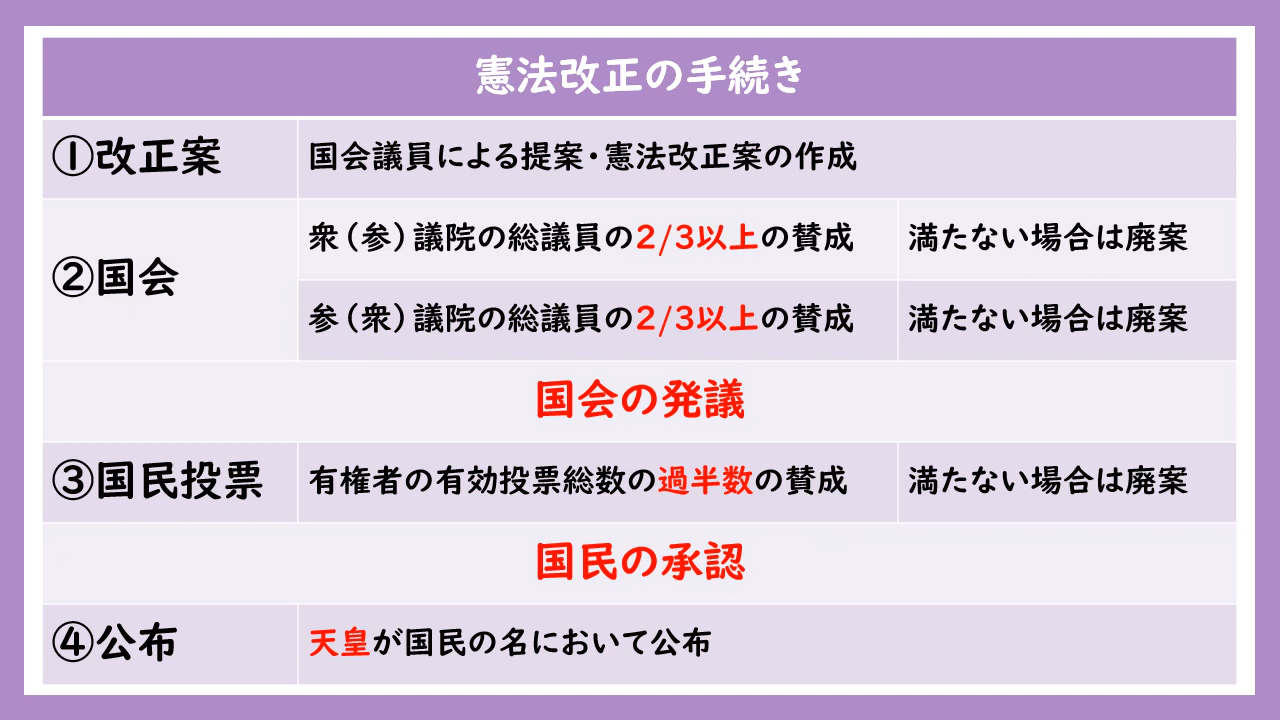 憲法改正の手続き
①改正案
国会議員による提案・憲法改正案の作成
②国会
衆(参)議院の総議員の2/3以上の賛成
満たない場合は廃案
参(衆)議院の総議員の2/3以上の賛成
満たない場合は廃案
国会の発議
③国民投票
有権者の有効投票総数の過半数の賛成
満たない場合は廃案
国民の承認
④公布
天皇が国民の名において公布